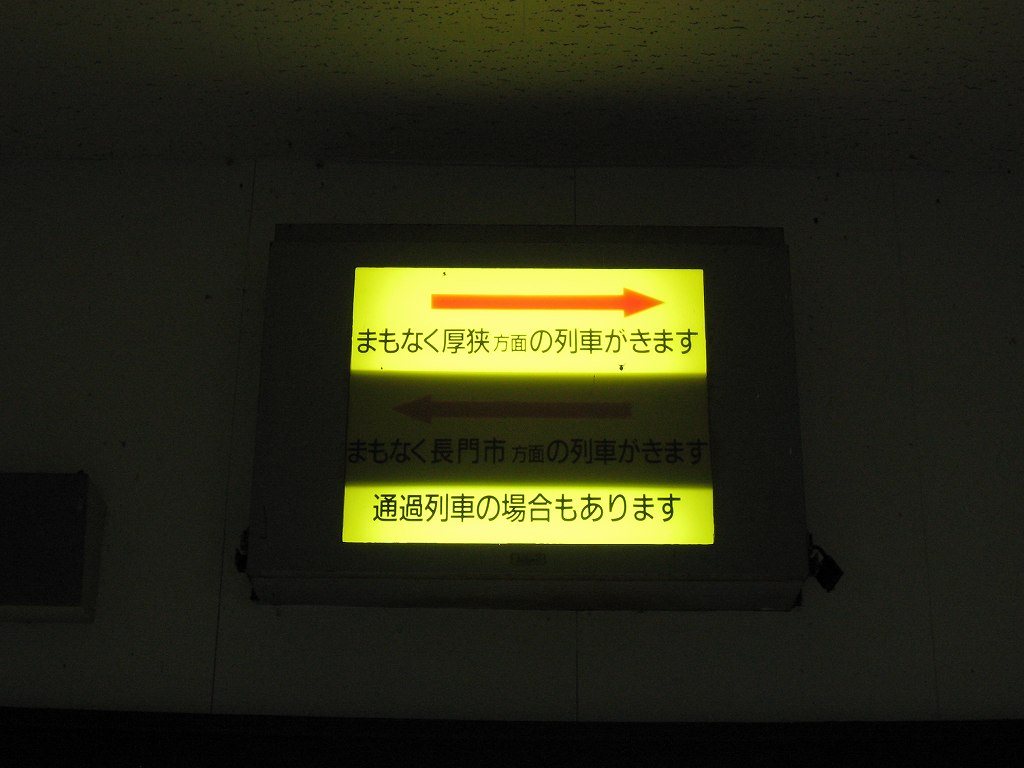 まもなく厚狭方面の列車がきます
まもなく長門市方面の列車がきます
通過列車の場合もあります